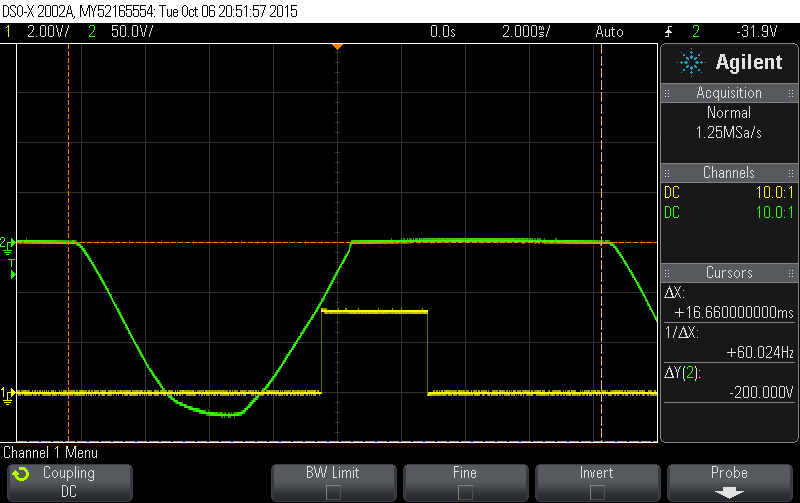 DSO-X 2002A, MY52165554: Tue Oct 06 20:51:57 2015
1 2.00V/ 2 50.0V/ 0.0s 2.000ms/ Auto 2 -31.9V
Agilent
Acquisition
Normal
1.25MSa/s
Channels
DC 10.0:1
DC 10.0:1
Cursors
ΔX:
+16.660000000ms
1/ΔX:
+60.024Hz
ΔY(2):
-200.000V
2
T
1
Channel 1 Menu
Coupling
DC
BW Limit
Fine
Invert
Probe